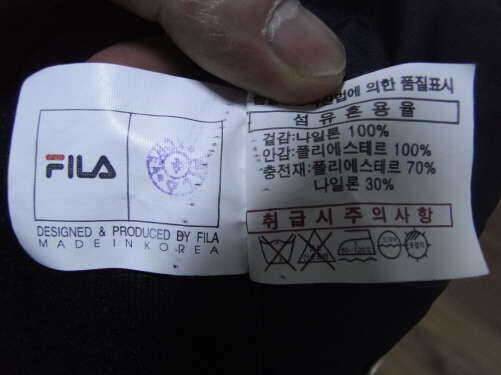 FILA
DESIGNED & PRODUCED BY FILA
MADE IN KOREA
에 의한 품질표시
섬유혼용율
겉감:나일론 100%
인감:폴리에스테르 100%
충전재:폴리에스테르 70%
나일론 30%
취급시주의사항